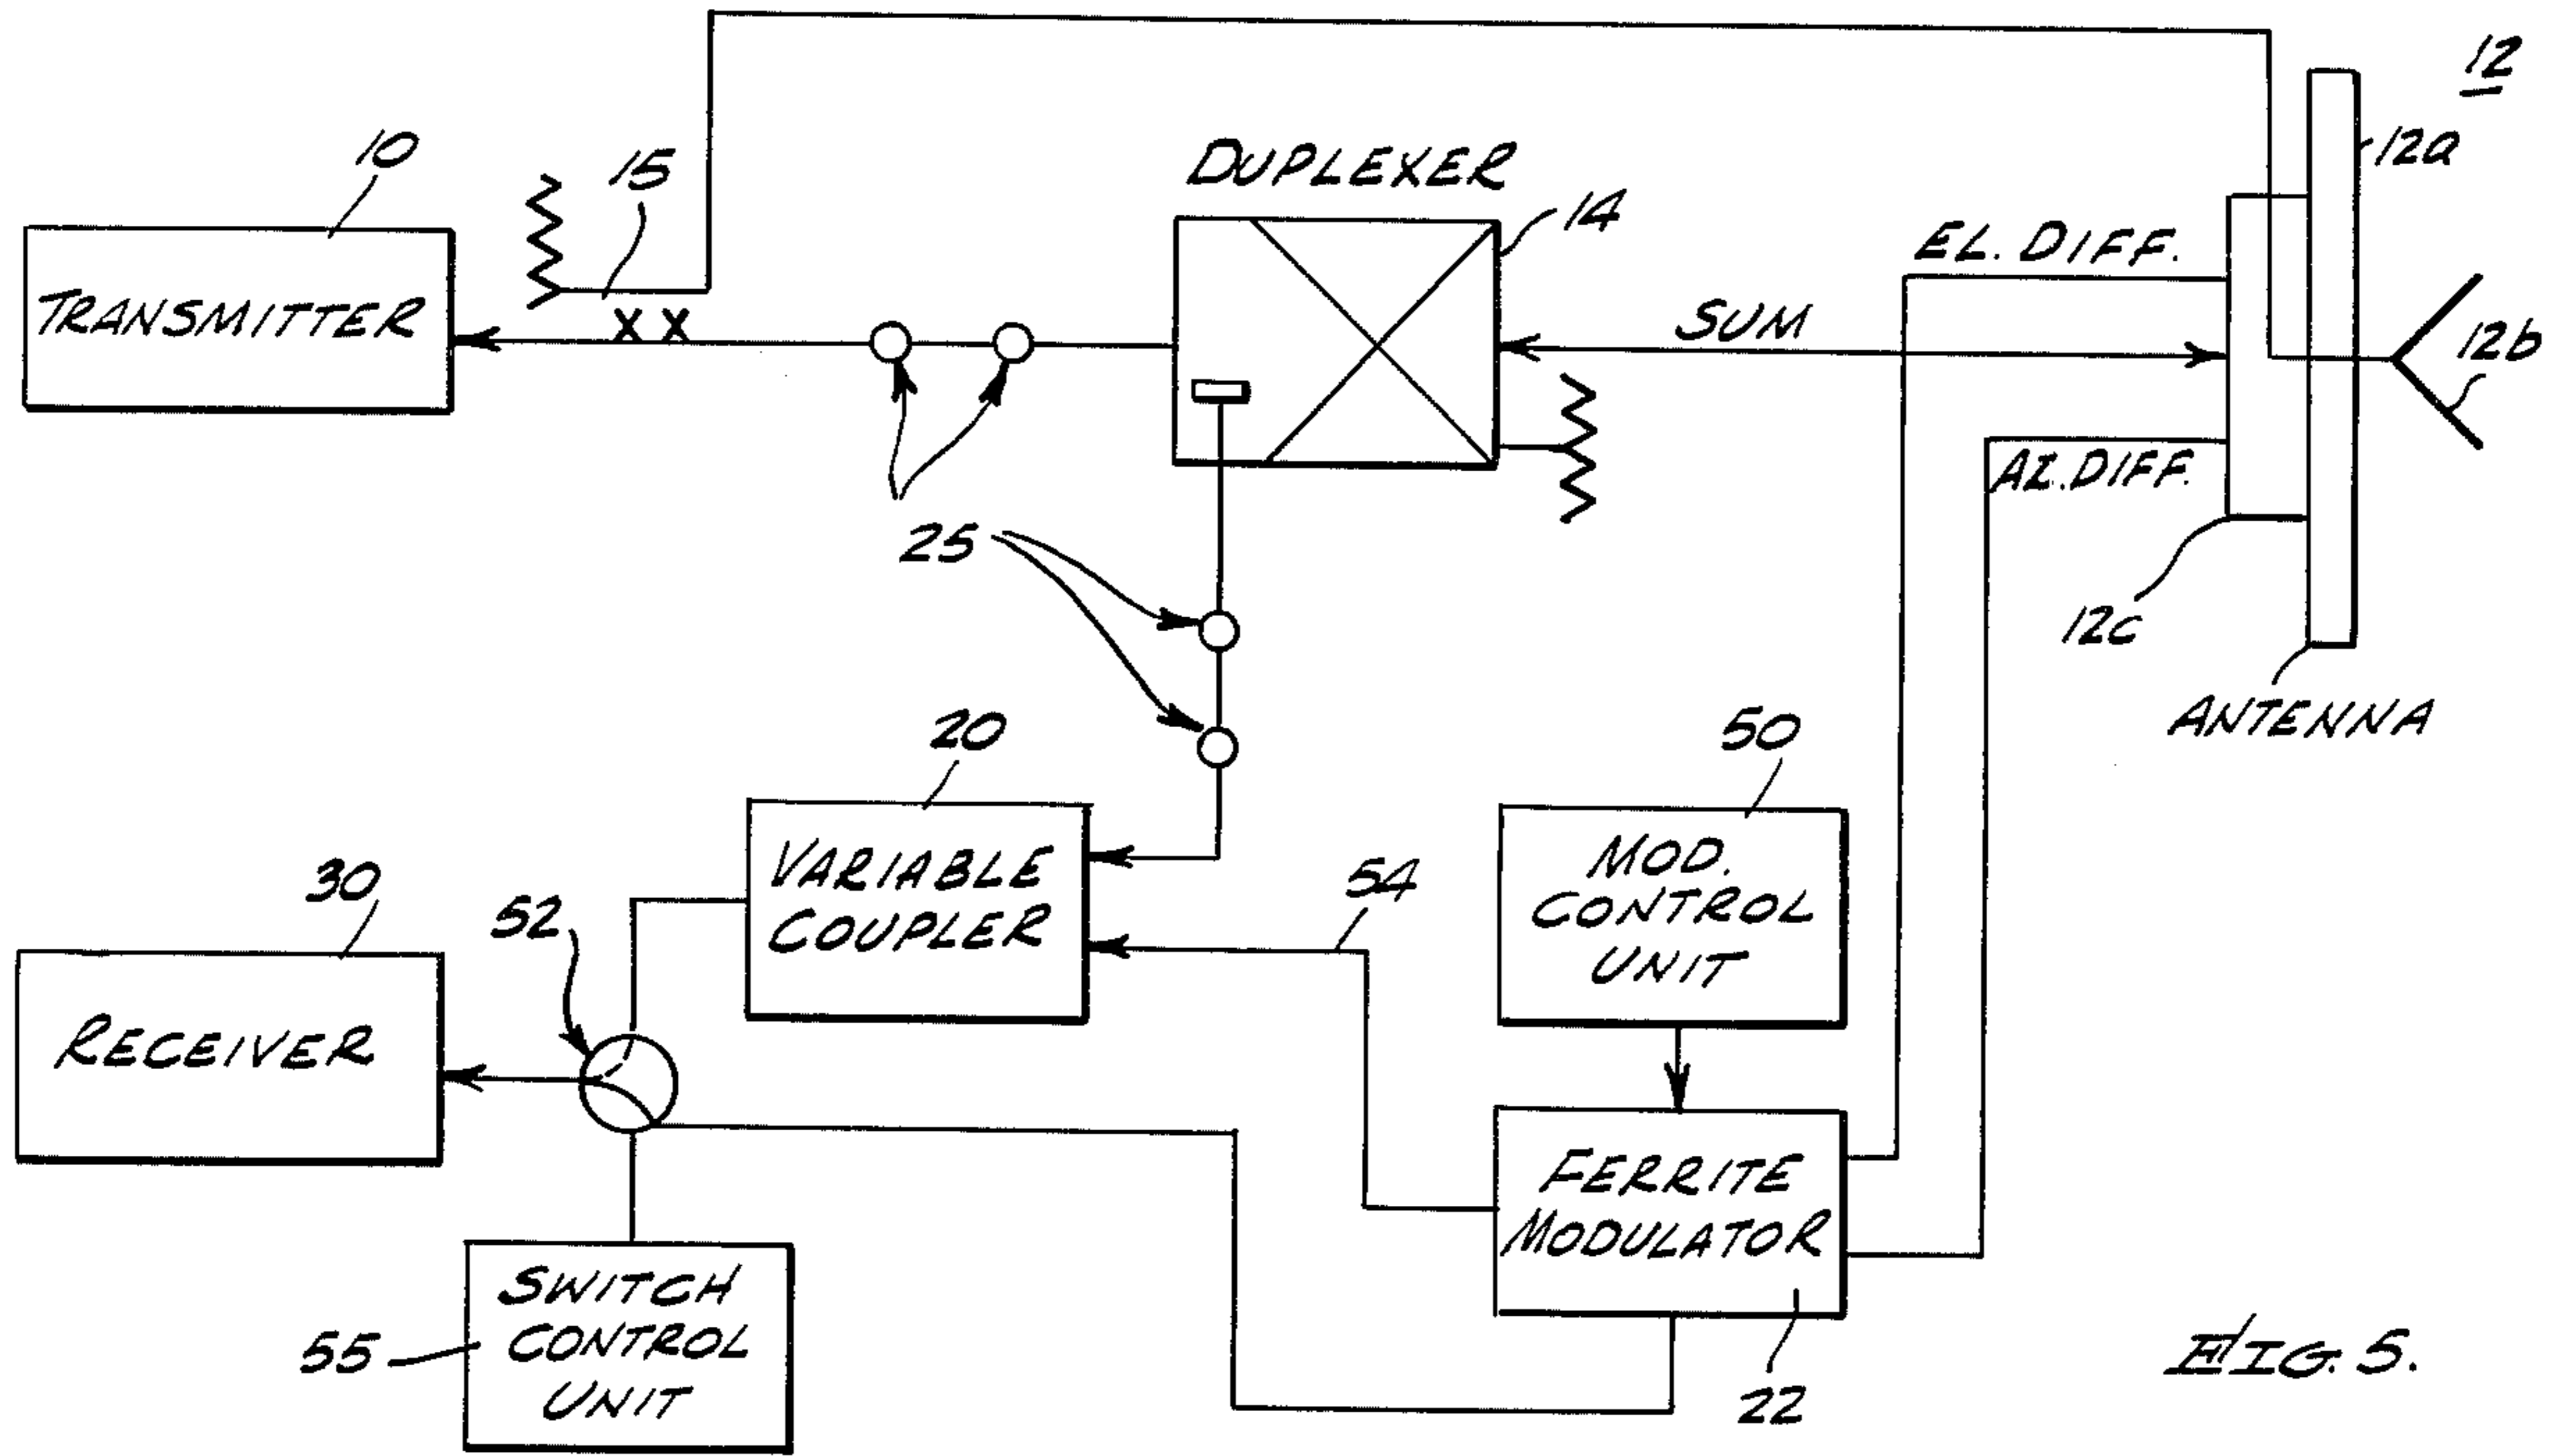 12
12a
10
15
DUPLEXER
14
EL. DIFF.
TRANSMITTER
SUM
12b
AZ. DIFF.
25
12c
ANTENNA
20
50
30
52
VARIABLE
COUPLER
54
MOD.
CONTROL
UNIT
RECEIVER
FERRITE
MODULATOR
SWITCH
CONTROL
UNIT
55
22
FIG. 5.